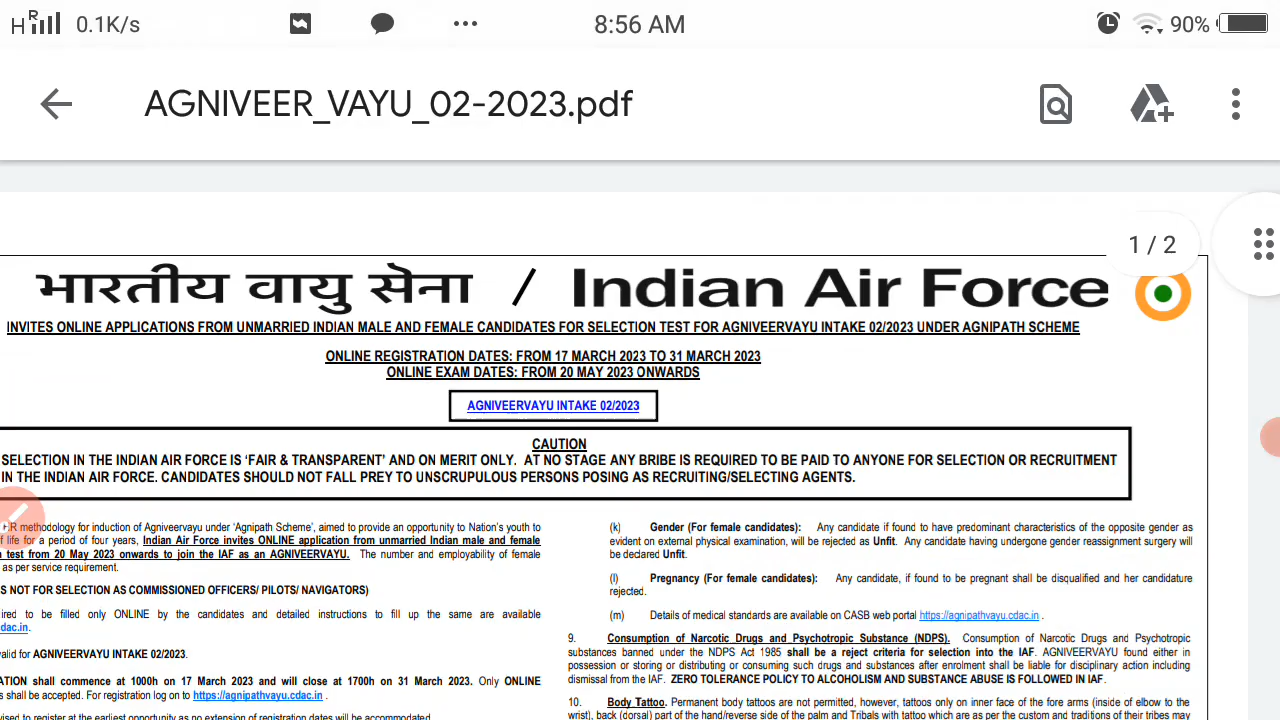 H R 0.1K/s 8:56 AM 90%
AGNIVEER_VAYU_02-2023.pdf
1 / 2
भारतीय वायु सेना / Indian Air Force
INVITES ONLINE APPLICATIONS FROM UNMARRIED INDIAN MALE AND FEMALE CANDIDATES FOR SELECTION TEST FOR AGNIVEERVAYU INTAKE 02/2023 UNDER AGNIPATH SCHEME
ONLINE REGISTRATION DATES: FROM 17 MARCH 2023 TO 31 MARCH 2023
ONLINE EXAM DATES: FROM 20 MAY 2023 ONWARDS
AGNIVEERVAYU INTAKE 02/2023
CAUTION
SELECTION IN THE INDIAN AIR FORCE IS ‘FAIR & TRANSPARENT’ AND ON MERIT ONLY. AT NO STAGE ANY BRIBE IS REQUIRED TO BE PAID TO ANYONE FOR SELECTION OR RECRUITMENT
IN THE INDIAN AIR FORCE. CANDIDATES SHOULD NOT FALL PREY TO UNSCRUPULOUS PERSONS POSING AS RECRUITING/SELECTING AGENTS.
HR methodology for induction of Agniveervayu under ‘Agnipath Scheme’, aimed to provide an opportunity to Nation’s youth to
life for a period of four years, Indian Air Force invites ONLINE application from unmarried Indian male and female
test from 20 May 2023 onwards to join the IAF as an AGNIVEERVAYU. The number and employability of female
as per service requirement.
NOT FOR SELECTION AS COMMISSIONED OFFICERS/ PILOTS/ NAVIGATORS)
to be filled only ONLINE by the candidates and detailed instructions to fill up the same are available
dac.in.
for AGNIVEERVAYU INTAKE 02/2023.
shall commence at 1000h on 17 March 2023 and will close at 1700h on 31 March 2023. Only ONLINE
shall be accepted. For registration log on to https://agnipathvayu.cdac.in .
to register at the earliest opportunity as no extension of registration dates will be accommodated.
(k) Gender (For female candidates): Any candidate if found to have predominant characteristics of the opposite gender as
evident on external physical examination, will be rejected as Unfit. Any candidate having undergone gender reassignment surgery will
be declared Unfit.
(l) Pregnancy (For female candidates): Any candidate, if found to be pregnant shall be disqualified and her candidature
rejected.
(m) Details of medical standards are available on CASB web portal https://agnipathvayu.cdac.in .
9. Consumption of Narcotic Drugs and Psychotropic Substance (NDPS). Consumption of Narcotic Drugs and Psychotropic
substances banned under the NDPS Act 1985 shall be a reject criteria for selection into the IAF. AGNIVEERVAYU found either in
possession or storing or distributing or consuming such drugs and substances after enrolment shall be liable for disciplinary action including
dismissal from the IAF. ZERO TOLERANCE POLICY TO ALCOHOLISM AND SUBSTANCE ABUSE IS FOLLOWED IN IAF.
10. Body Tattoo. Permanent body tattoos are not permitted, however, tattoos only on inner face of the fore arms (inside of elbow to the
wrist), back (dorsal) part of the hand/reverse side of the palm and Tribals with tattoo which are as per the custom and traditions of their tribes may